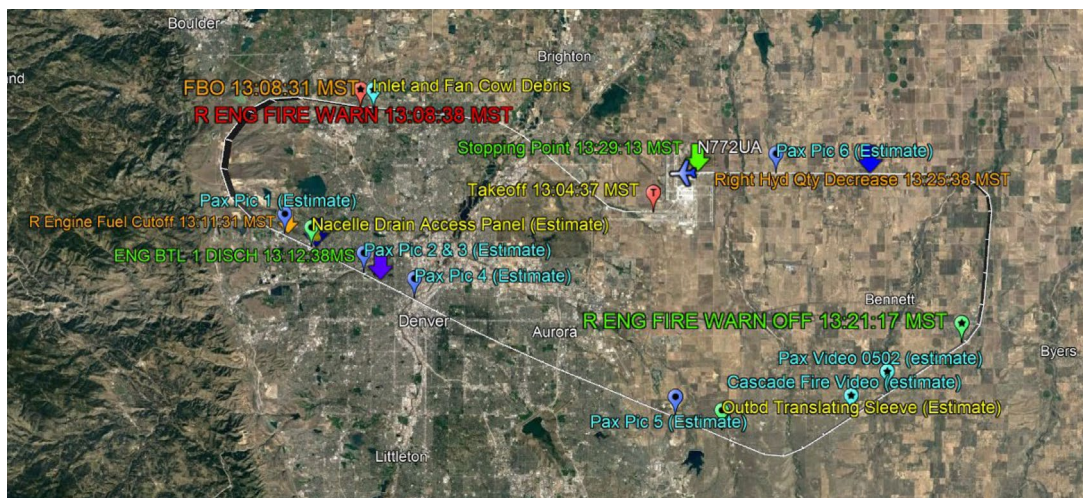 Boulder
Brighton
nd
FBO 13:08:31 MST
Inlet and Fan Cowl Debris
R ENG FIRE WARN 13:08:38 MST
Stopping Point 13:29:13 MST
N772UA
Pax Pic 6 (Estimate)
Right Hyd Qty Decrease 13:25:38 MST
Takeoff 13:04:37 MST
T
Pax Pic 1 (Estimate)
R Engine Fuel Cutoff 13:11:31 MST
Nacelle Drain Access Panel (Estimate)
ENG BTL 1 DISCH 13:12:38MS
Pax Pic 2 & 3 (Estimate)
Pax Pic 4 (Estimate)
Denver
Aurora
Bennett
R ENG FIRE WARN OFF 13:21:17 MST
Byers
Pax Video 0502 (estimate)
Cascade Fire Video (estimate)
Outbd Translating Sleeve (Estimate)
Pax Pic 5 (Estimate)
Littleton